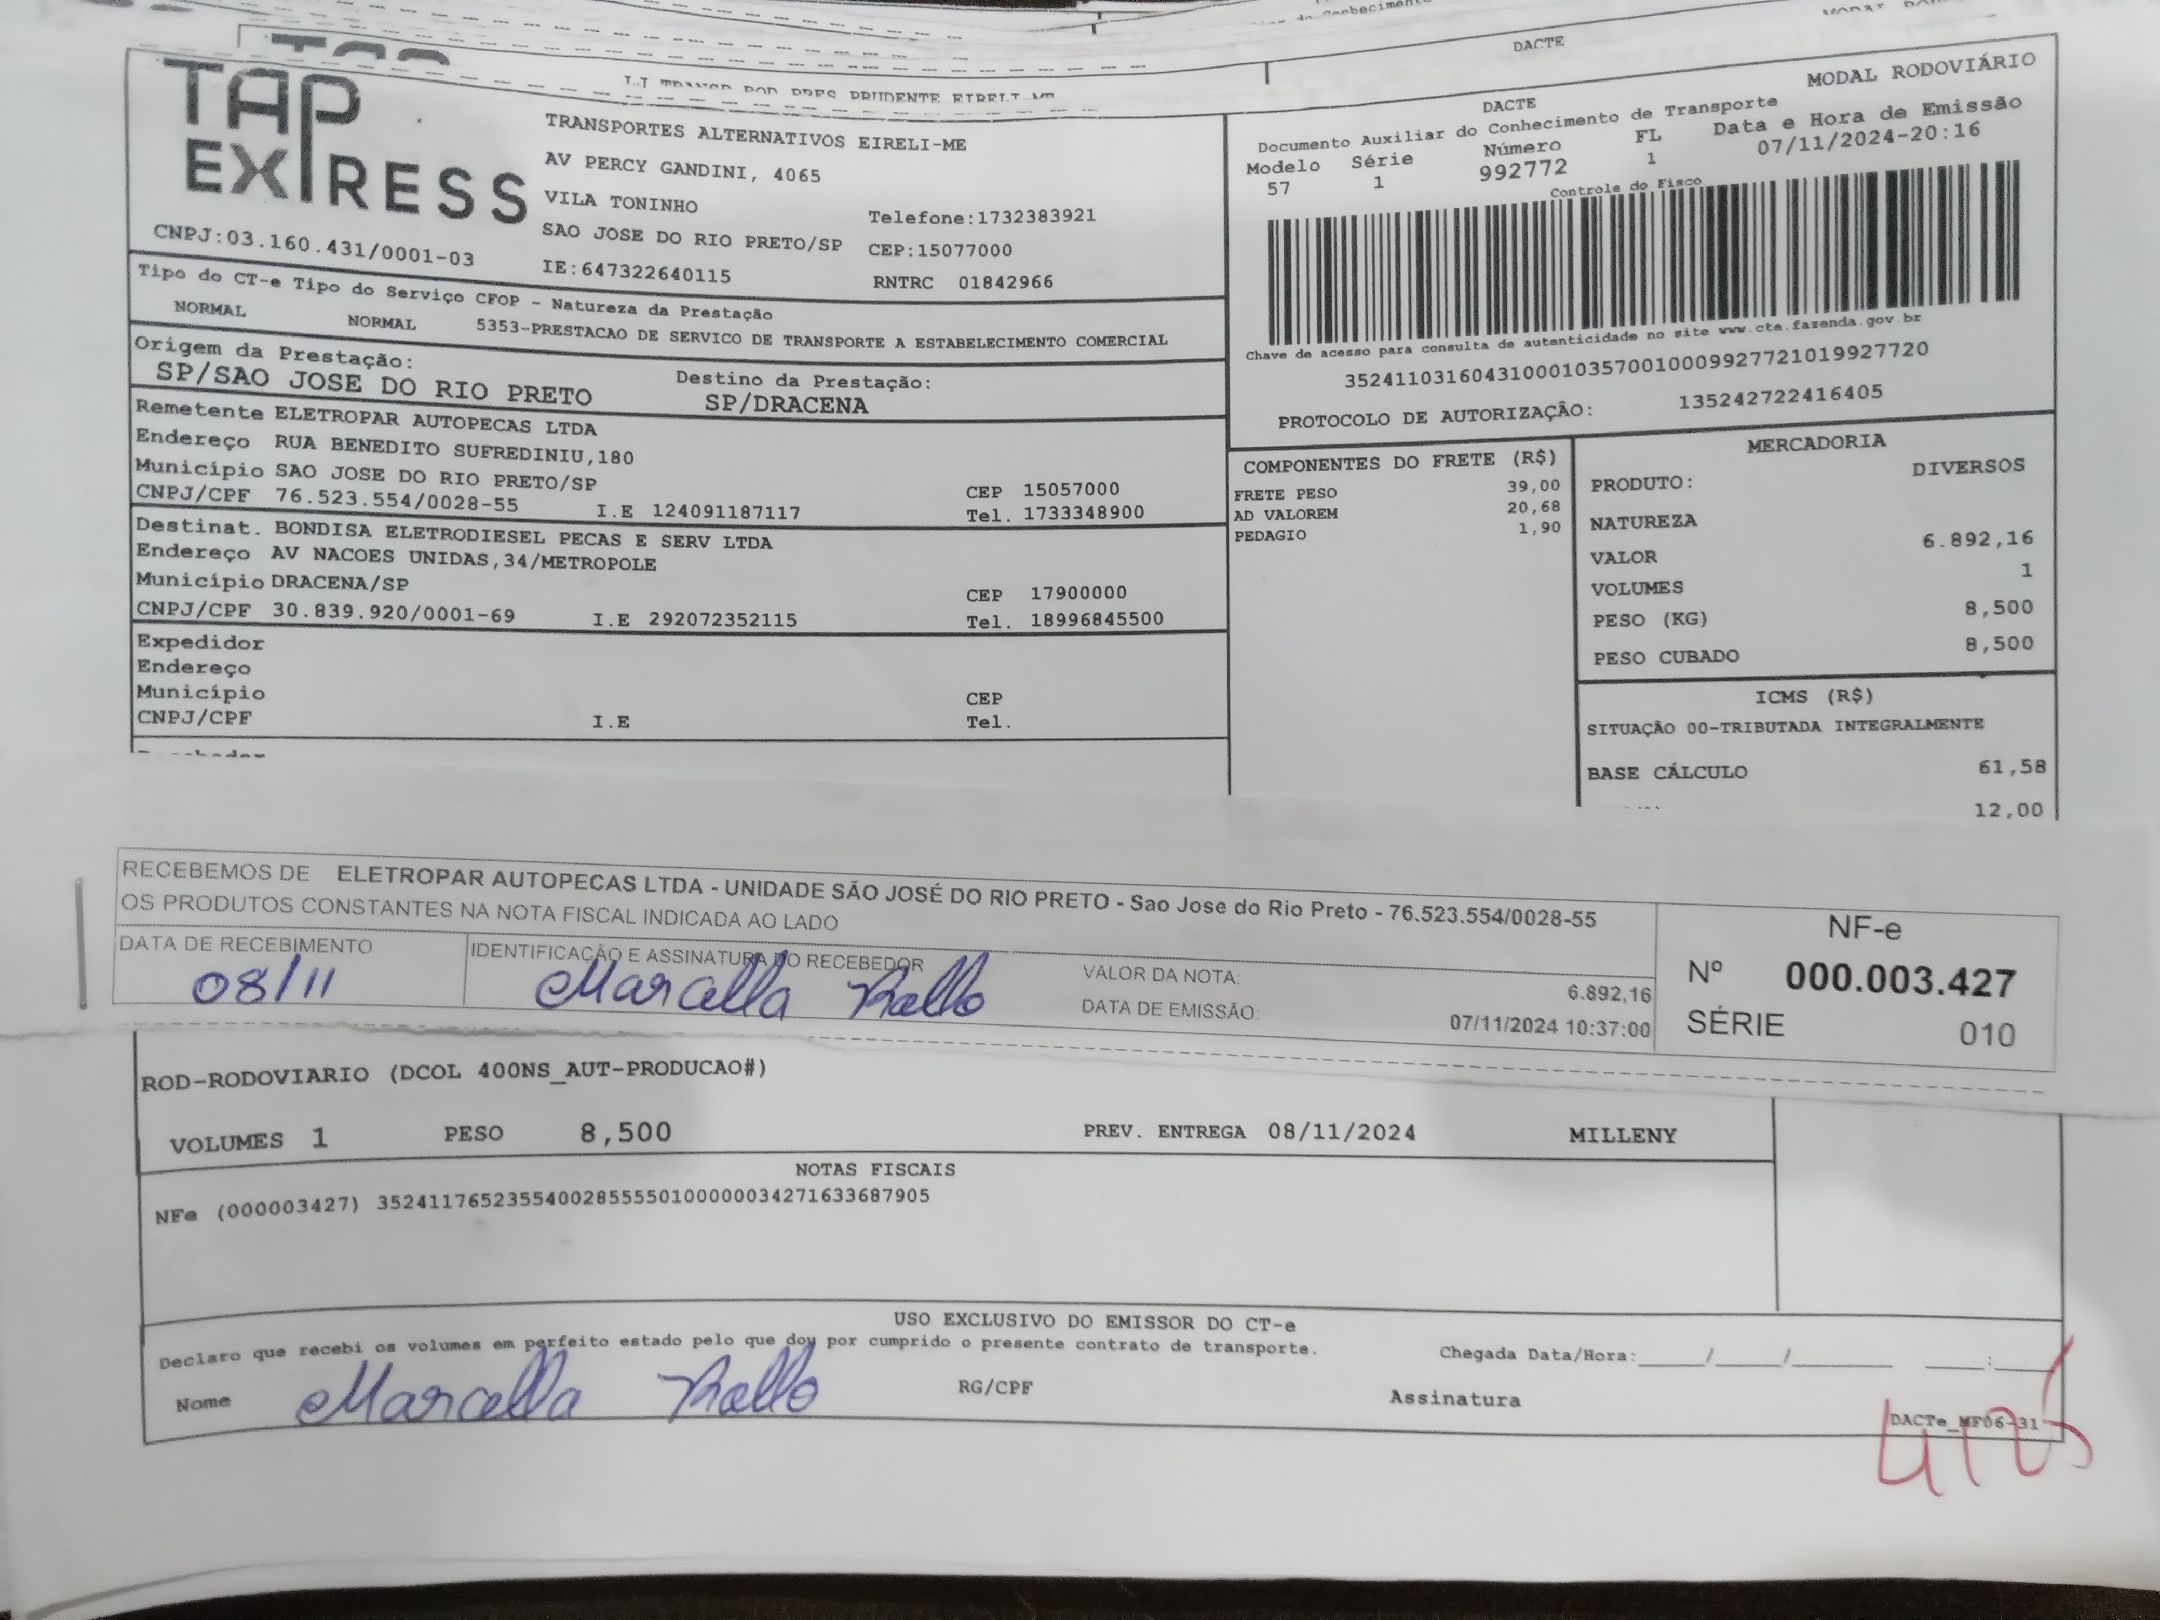 DACTE
TAP
EXPRESS
CNPJ:03.160.431/0001-03
TRANSPORTES ALTERNATIVOS EIRELI-ME
AV PERCY GANDINI, 4065
VILA TONINHO
SAO JOSE DO RIO PRETO/SP
IE:647322640115
Telefone:1732383921
CEP:15077000
RNTRC 01842966
MODAL RODOVIÁRIO
DACTE
Documento Auxiliar do Conhecimento de Transporte
Modelo Série Número FL Data e Hora de Emissão
57 1 992772 1 07/11/2024-20:16
Controle do Fisco
Chave de acesso para consulta de autenticidade no site www.cte.fazenda.gov.br
35241103160431000103570010009927721019927720
PROTOCOLO DE AUTORIZAÇÃO: 135242722416405
Tipo do CT-e Tipo do Serviço CFOP - Natureza da Prestação
NORMAL NORMAL 5353-PRESTACAO DE SERVICO DE TRANSPORTE A ESTABELECIMENTO COMERCIAL
Origem da Prestação: Destino da Prestação:
SP/SAO JOSE DO RIO PRETO SP/DRACENA
Remetente ELETROPAR AUTOPECAS LTDA
Endereço RUA BENEDITO SUFREDINIU,180
Município SAO JOSE DO RIO PRETO/SP CEP 15057000
CNPJ/CPF 76.523.554/0028-55 I.E 124091187117 Tel. 1733348900
Destinat. BONDISA ELETRODIESEL PECAS E SERV LTDA
Endereço AV NACOES UNIDAS,34/METROPOLE
Município DRACENA/SP CEP 17900000
CNPJ/CPF 30.839.920/0001-69 I.E 292072352115 Tel. 18996845500
Expedidor
Endereço
Município CEP
CNPJ/CPF I.E Tel.
COMPONENTES DO FRETE (R$)
FRETE PESO 39,00
AD VALOREM 20,68
PEDAGIO 1,90
MERCADORIA
PRODUTO: DIVERSOS
NATUREZA
VALOR 6.892,16
VOLUMES 1
PESO (KG) 8,500
PESO CUBADO 8,500
ICMS (R$)
SITUAÇÃO 00-TRIBUTADA INTEGRALMENTE
BASE CÁLCULO 61,58
12,00
RECEBEMOS DE ELETROPAR AUTOPECAS LTDA - UNIDADE SÃO JOSÉ DO RIO PRETO - Sao Jose do Rio Preto - 76.523.554/0028-55
OS PRODUTOS CONSTANTES NA NOTA FISCAL INDICADA AO LADO
DATA DE RECEBIMENTO
08/11
IDENTIFICAÇÃO E ASSINATURA DO RECEBEDOR
Marcella Rallo
VALOR DA NOTA: 6.892,16
DATA DE EMISSÃO: 07/11/2024 10:37:00
NF-e
Nº 000.003.427
SÉRIE 010
ROD-RODOVIARIO (DCOL 400NS_AUT-PRODUCAO#)
VOLUMES 1 PESO 8,500 PREV. ENTREGA 08/11/2024 MILLENY
NOTAS FISCAIS
NFe (000003427) 35241176523554002855550100000034271633687905
USO EXCLUSIVO DO EMISSOR DO CT-e
Declaro que recebi os volumes em perfeito estado pelo que dou por cumprido o presente contrato de transporte.
Chegada Data/Hora:_____/_____/_______ ____:____
Nome Marcella Rallo RG/CPF Assinatura
DACTe_MF06-31